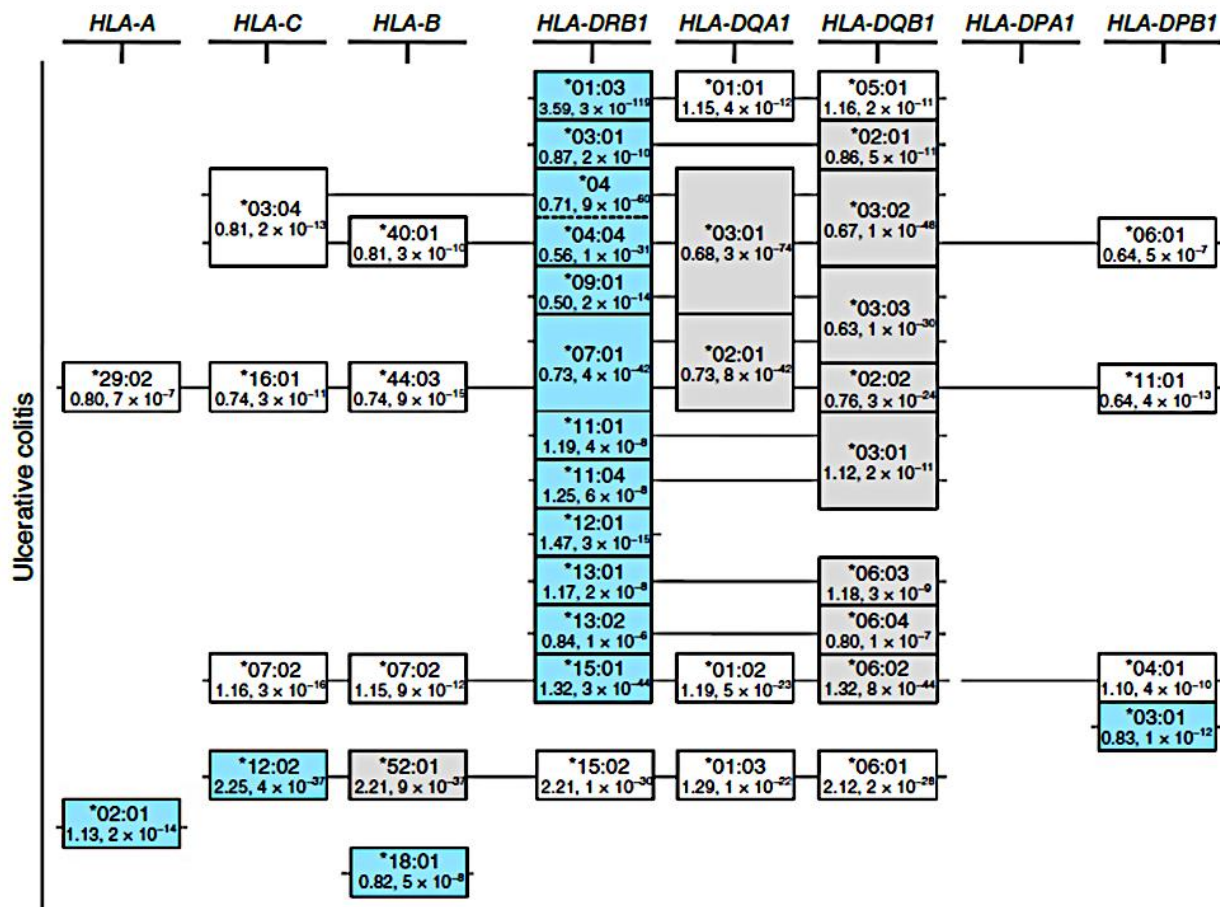 HLA-A HLA-C HLA-B HLA-DRB1 HLA-DQA1 HLA-DQB1 HLA-DPA1 HLA-DPB1
Ulcerative colitis
*01:03 *01:01 *05:01
3.59, 3 × 10⁻¹¹⁹ 1.15, 4 × 10⁻¹² 1.16, 2 × 10⁻¹¹
*03:01 *02:01
0.87, 2 × 10⁻¹⁰ 0.86, 5 × 10⁻¹¹
*04
0.71, 9 × 10⁻⁶⁰
*03:04 *03:02
0.81, 2 × 10⁻¹³ 0.67, 1 × 10⁻⁴⁸
*40:01 *04:04 *03:01 *06:01
0.81, 3 × 10⁻¹⁰ 0.56, 1 × 10⁻³¹ 0.68, 3 × 10⁻⁷⁴ 0.64, 5 × 10⁻⁷
*09:01 *03:03
0.50, 2 × 10⁻¹⁴ 0.63, 1 × 10⁻³⁰
*07:01 *02:01
0.73, 4 × 10⁻⁴² 0.73, 8 × 10⁻⁴²
*29:02 *16:01 *44:03 *02:02 *11:01
0.80, 7 × 10⁻⁷ 0.74, 3 × 10⁻¹¹ 0.74, 9 × 10⁻¹⁵ 0.76, 3 × 10⁻²⁴ 0.64, 4 × 10⁻¹³
*11:01 *03:01
1.19, 4 × 10⁻⁸ 1.12, 2 × 10⁻¹¹
*11:04
1.25, 6 × 10⁻⁸
*12:01
1.47, 3 × 10⁻¹⁵
*13:01 *06:03
1.17, 2 × 10⁻⁸ 1.18, 3 × 10⁻⁹
*13:02 *06:04
0.84, 1 × 10⁻⁶ 0.80, 1 × 10⁻⁷
*07:02 *07:02 *15:01 *01:02 *06:02 *04:01
1.16, 3 × 10⁻¹⁶ 1.15, 9 × 10⁻¹² 1.32, 3 × 10⁻⁴⁴ 1.19, 5 × 10⁻²³ 1.32, 8 × 10⁻⁴⁴ 1.10, 4 × 10⁻¹⁰
*03:01
0.83, 1 × 10⁻¹²
*12:02 *52:01 *15:02 *01:03 *06:01
2.25, 4 × 10⁻³⁷ 2.21, 9 × 10⁻³⁷ 2.21, 1 × 10⁻³⁰ 1.29, 1 × 10⁻²² 2.12, 2 × 10⁻²⁸
*02:01
1.13, 2 × 10⁻¹⁴
*18:01
0.82, 5 × 10⁻⁸